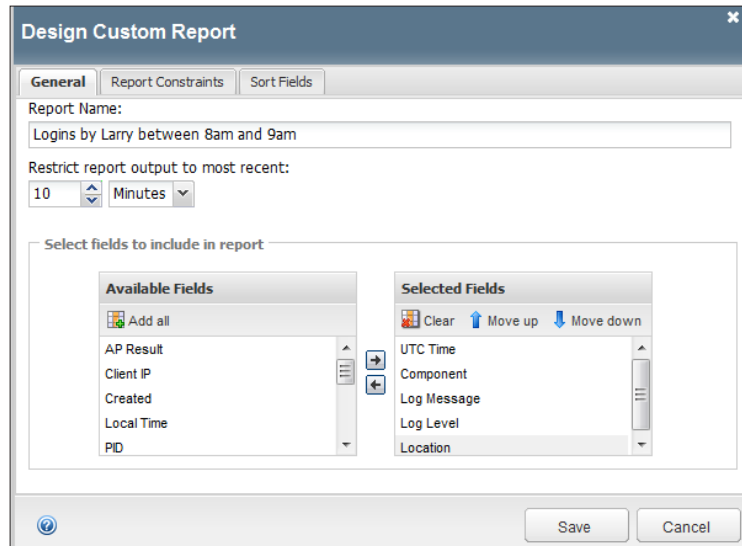 Design Custom Report
General Report Constraints Sort Fields
Report Name:
Logins by Larry between 8am and 9am
Restrict report output to most recent:
10 Minutes
Select fields to include in report
Available Fields
Add all
AP Result
Client IP
Created
Local Time
PID
Selected Fields
Clear Move up Move down
UTC Time
Component
Log Message
Log Level
Location
Save Cancel